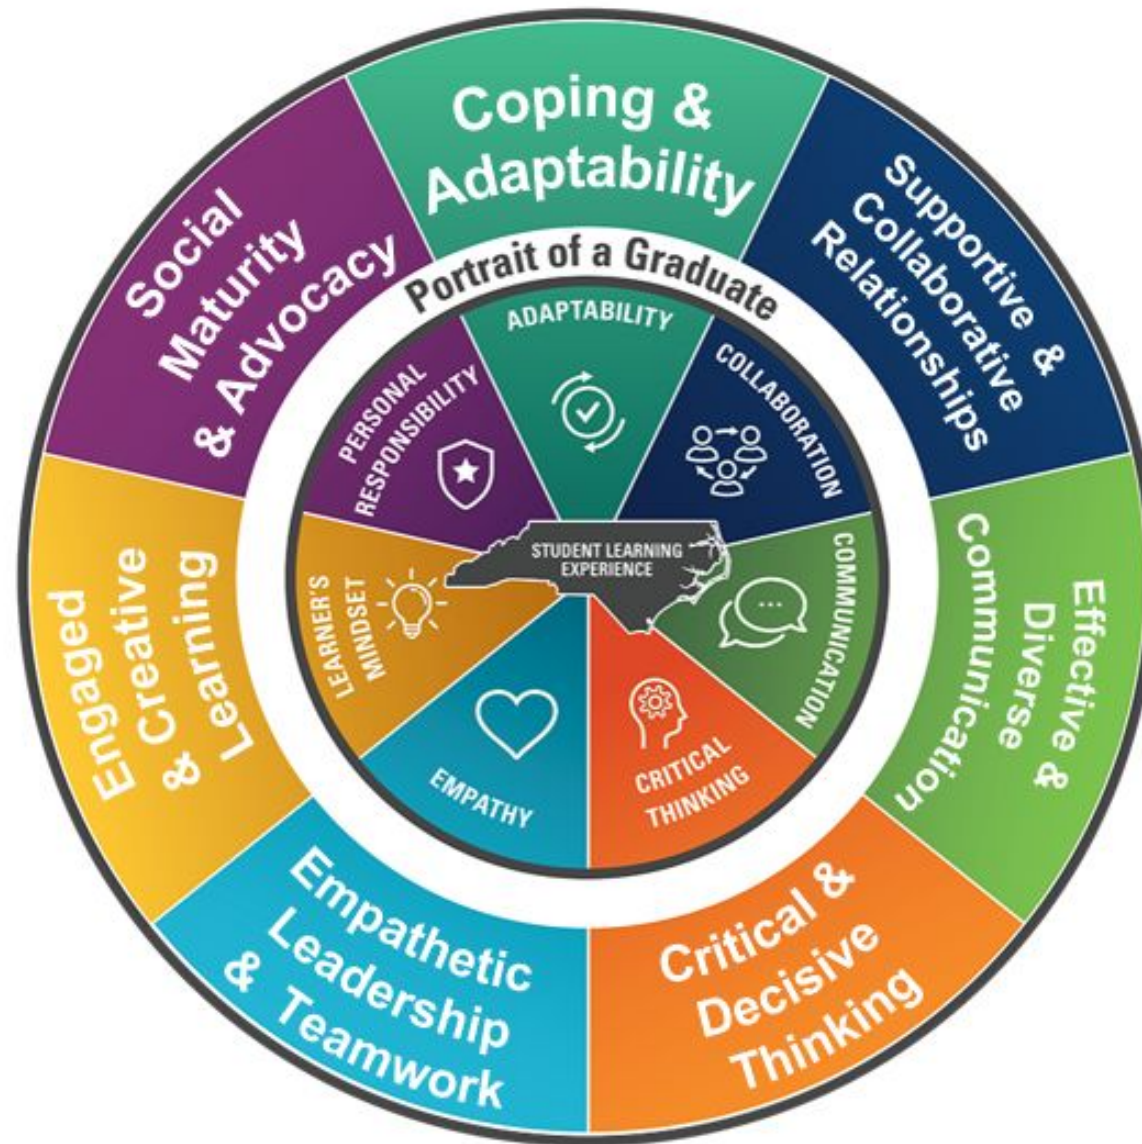 Coping &
Adaptability
Supportive &
Collaborative
Relationships
Effective &
Diverse
Communication
Critical &
Decisive
Thinking
Empathetic
Leadership
& Teamwork
Engaged
& Creative
Learning
Social
Maturity
& Advocacy
Portrait of a Graduate
ADAPTABILITY
COLLABORATION
COMMUNICATION
CRITICAL
THINKING
EMPATHY
LEARNER'S
MINDSET
PERSONAL
RESPONSIBILITY
STUDENT LEARNING
EXPERIENCE